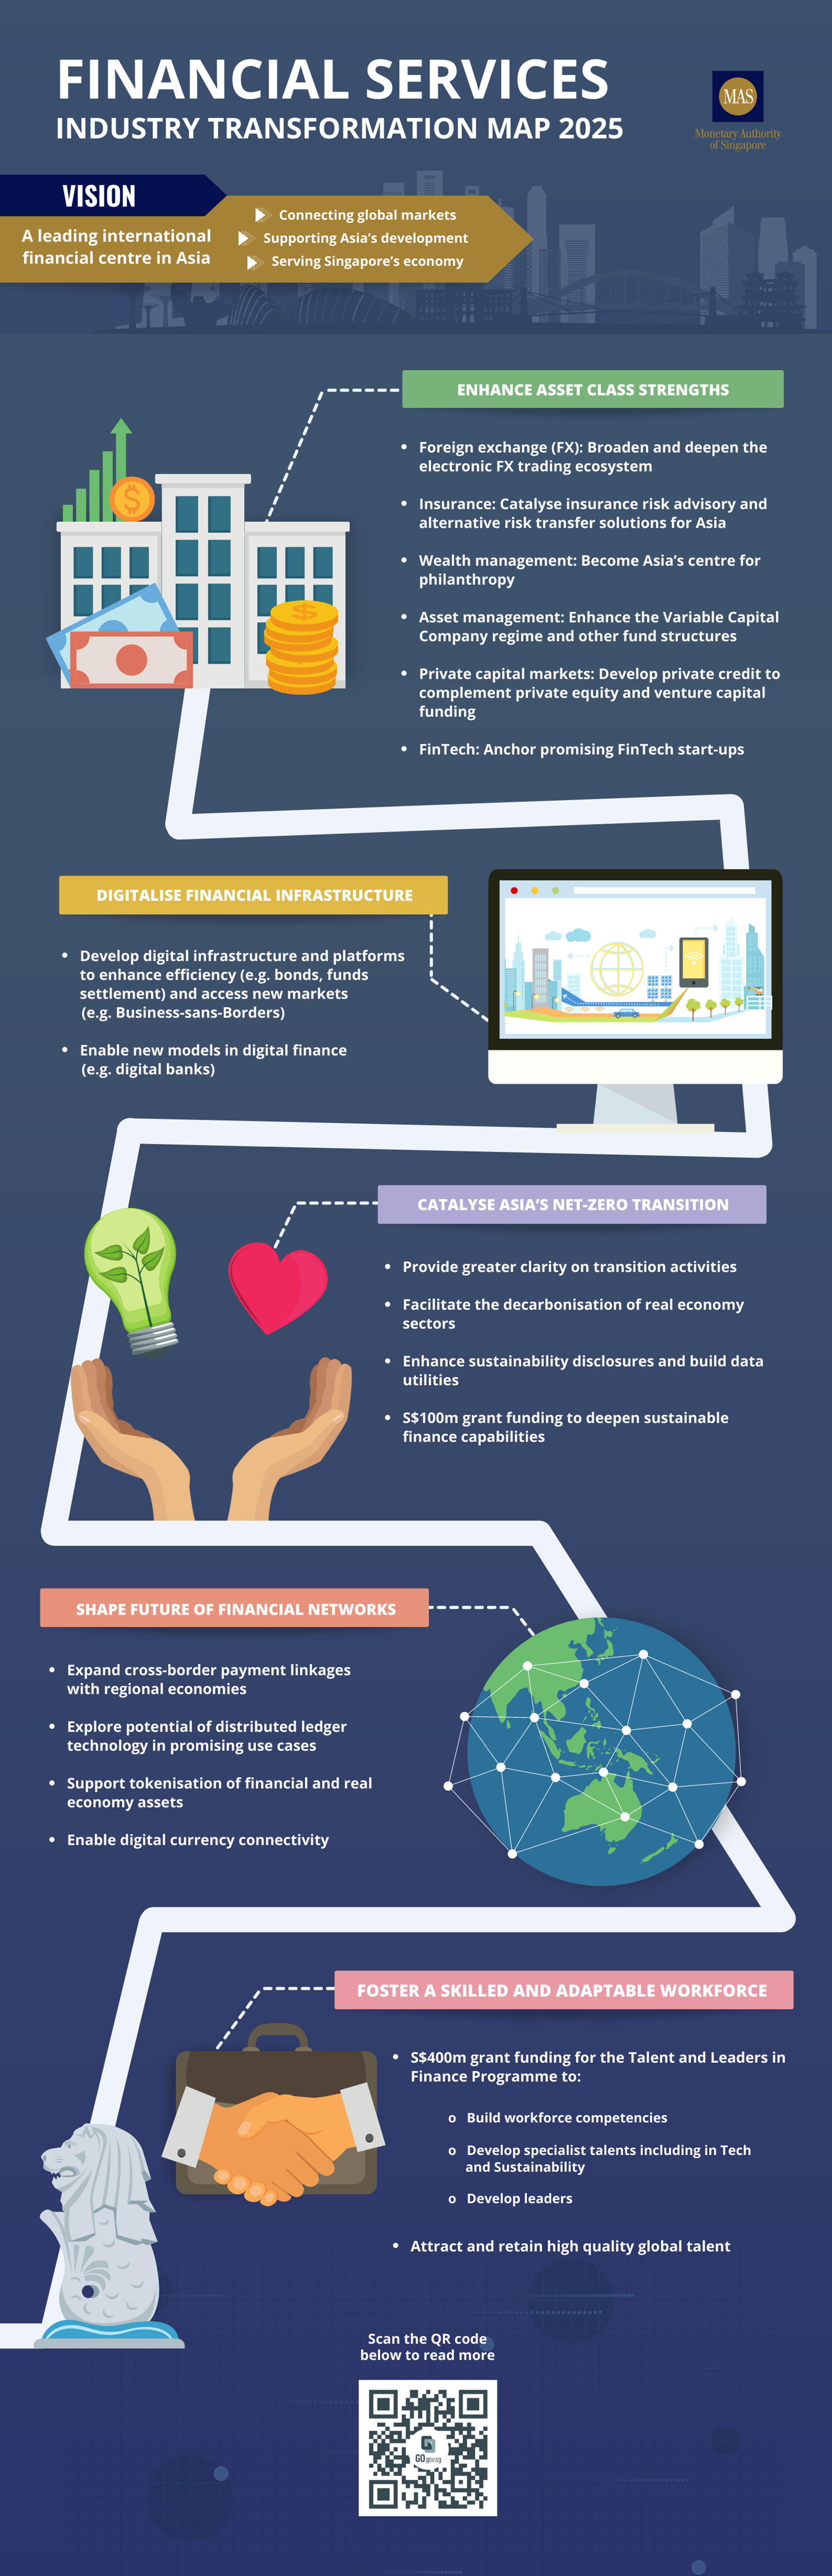 FINANCIAL SERVICES
INDUSTRY TRANSFORMATION MAP 2025
MAS
Monetary Authority
of Singapore
VISION
A leading international
financial centre in Asia
Connecting global markets
Supporting Asia's development
Serving Singapore's economy
ENHANCE ASSET CLASS STRENGTHS
• Foreign exchange (FX): Broaden and deepen the
electronic FX trading ecosystem
• Insurance: Catalyse insurance risk advisory and
alternative risk transfer solutions for Asia
• Wealth management: Become Asia's centre for
philanthropy
• Asset management: Enhance the Variable Capital
Company regime and other fund structures
• Private capital markets: Develop private credit to
complement private equity and venture capital
funding
• FinTech: Anchor promising FinTech start-ups
$
$
DIGITALISE FINANCIAL INFRASTRUCTURE
• Develop digital infrastructure and platforms
to enhance efficiency (e.g. bonds, funds
settlement) and access new markets
(e.g. Business-sans-Borders)
• Enable new models in digital finance
(e.g. digital banks)
CATALYSE ASIA'S NET-ZERO TRANSITION
• Provide greater clarity on transition activities
• Facilitate the decarbonisation of real economy
sectors
• Enhance sustainability disclosures and build data
utilities
• S$100m grant funding to deepen sustainable
finance capabilities
SHAPE FUTURE OF FINANCIAL NETWORKS
• Expand cross-border payment linkages
with regional economies
• Explore potential of distributed ledger
technology in promising use cases
• Support tokenisation of financial and real
economy assets
• Enable digital currency connectivity
FOSTER A SKILLED AND ADAPTABLE WORKFORCE
• S$400m grant funding for the Talent and Leaders in
Finance Programme to:
o Build workforce competencies
o Develop specialist talents including in Tech
and Sustainability
o Develop leaders
• Attract and retain high quality global talent
Scan the QR code
below to read more
GO.gov.sg